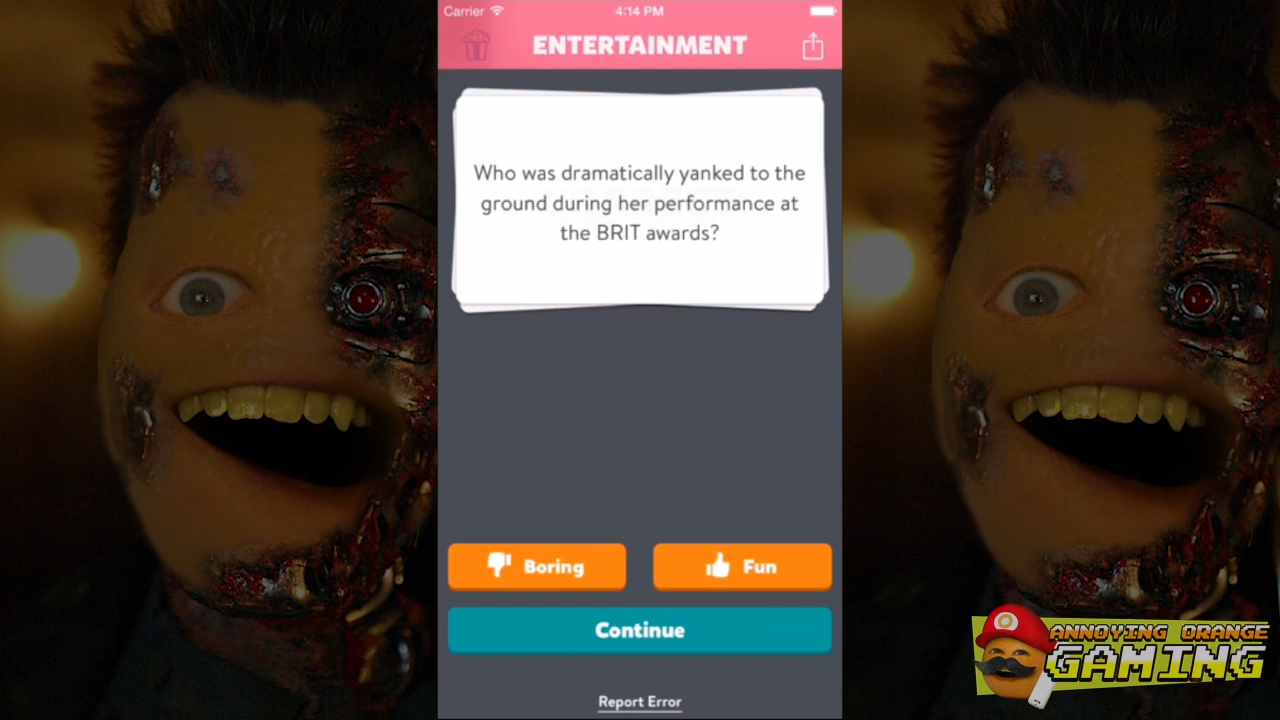 Carrier 4:14 PM
ENTERTAINMENT
Who was dramatically yanked to the
ground during her performance at
the BRIT awards?
Boring Fun
Continue
Report Error
ANNOYING ORANGE
GAMING